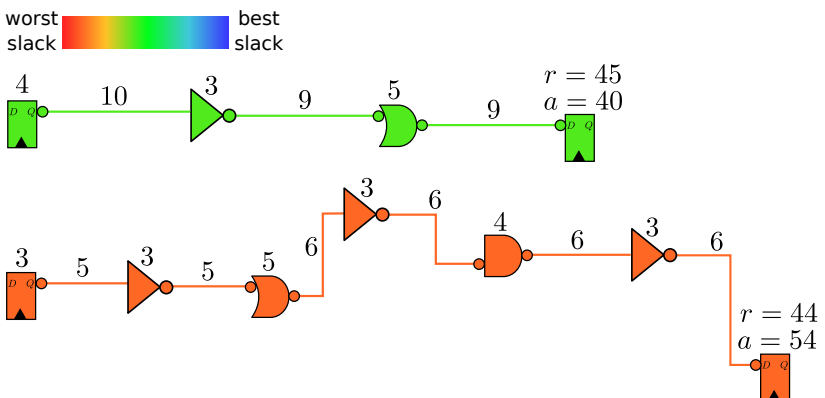 worst best
slack slack
4 10 3 9 5 9 r = 45
a = 40
D Q D Q
3 5 3 5 5 6 3 6 4 6 3 6
D Q
r = 44
a = 54
D Q